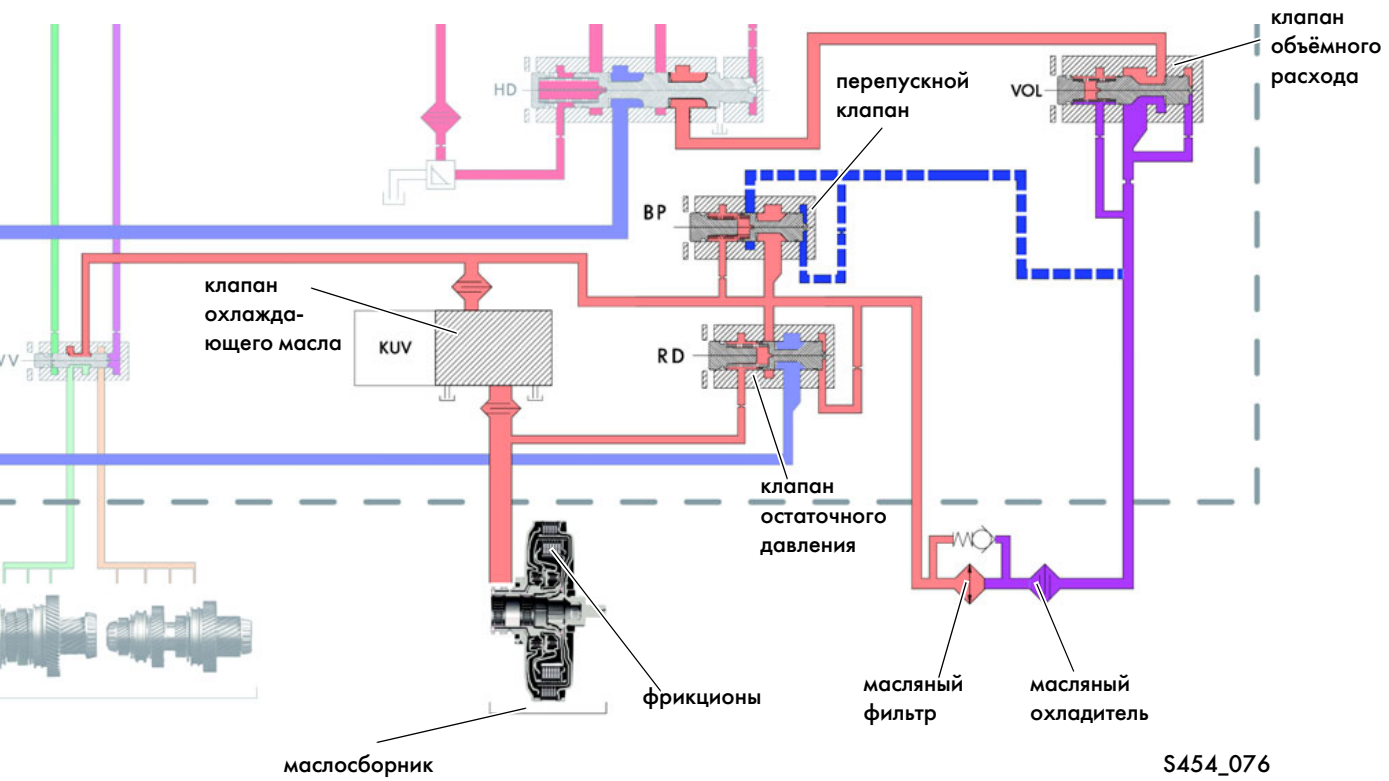 клапан
объёмного
расхода
HD
VOL
перепускной
клапан
BP
клапан
охлажда-
ющего масла
KUV
RD
VV
клапан
остаточного
давления
фрикционы
масляный
фильтр
масляный
охладитель
маслосборник
S454_076